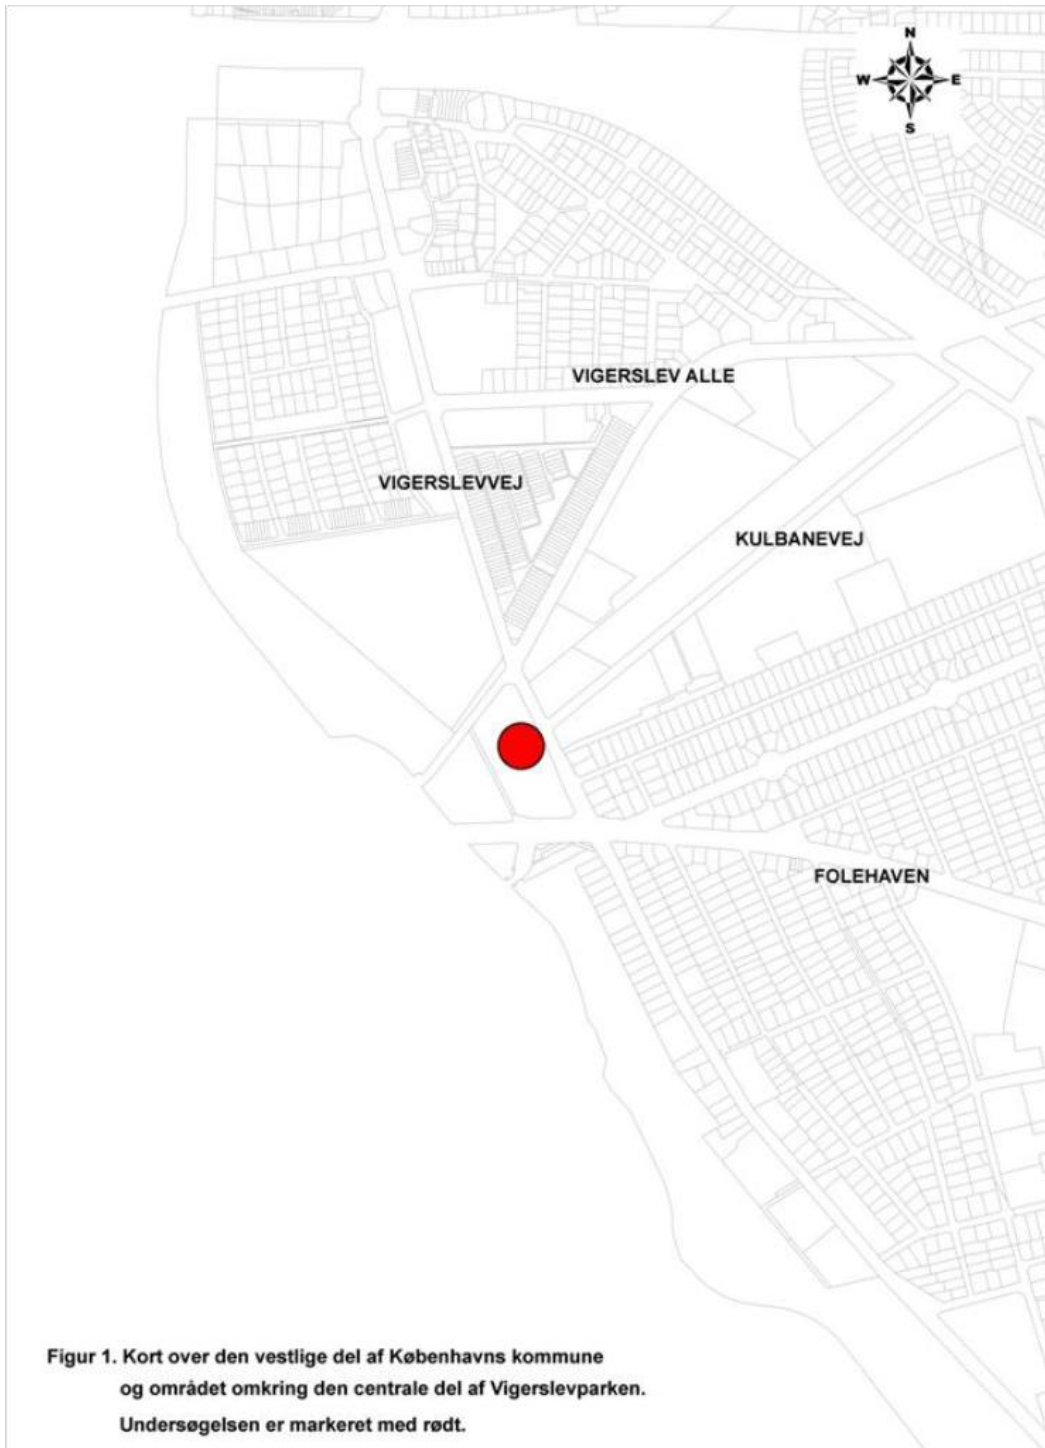 N
W E
S
VIGERSLEV ALLE
VIGERSLEVVEJ
KULBANEVEJ
FOLEHAVEN
Figur 1. Kort over den vestlige del af Københavns kommune
og området omkring den centrale del af Vigerslevparken.
Undersøgelsen er markeret med rødt.